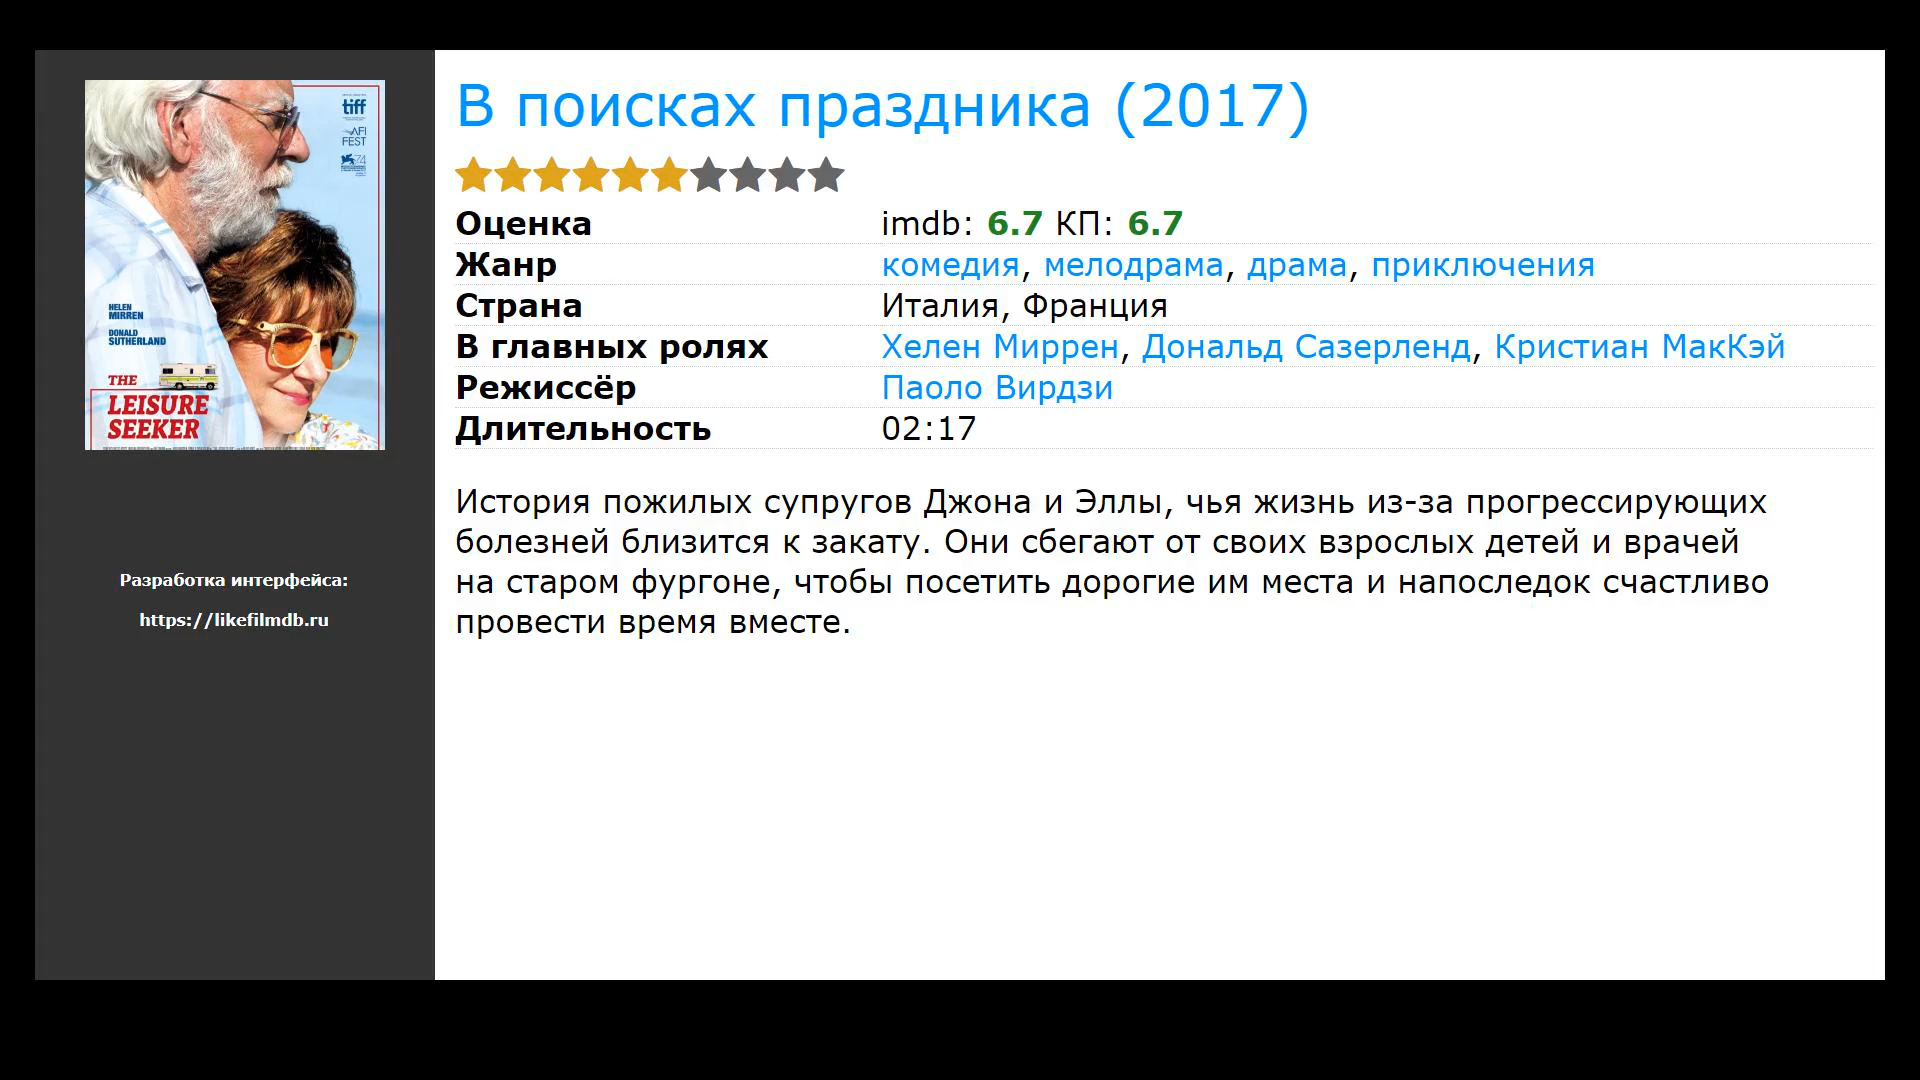 В поисках праздника (2017)
Оценка imdb: 6.7 КП: 6.7
Жанр комедия, мелодрама, драма, приключения
Страна Италия, Франция
В главных ролях Хелен Миррен, Дональд Сазерленд, Кристиан МакКэй
Режиссёр Паоло Вирдзи
Длительность 02:17
История пожилых супругов Джона и Эллы, чья жизнь из-за прогрессирующих
болезней близится к закату. Они сбегают от своих взрослых детей и врачей
на старом фургоне, чтобы посетить дорогие им места и напоследок счастливо
провести время вместе.
tiff
AFI
FEST
74
HELEN
MIRREN
DONALD
SUTHERLAND
THE
LEISURE
SEEKER
Разработка интерфейса:
https://likefilmdb.ru